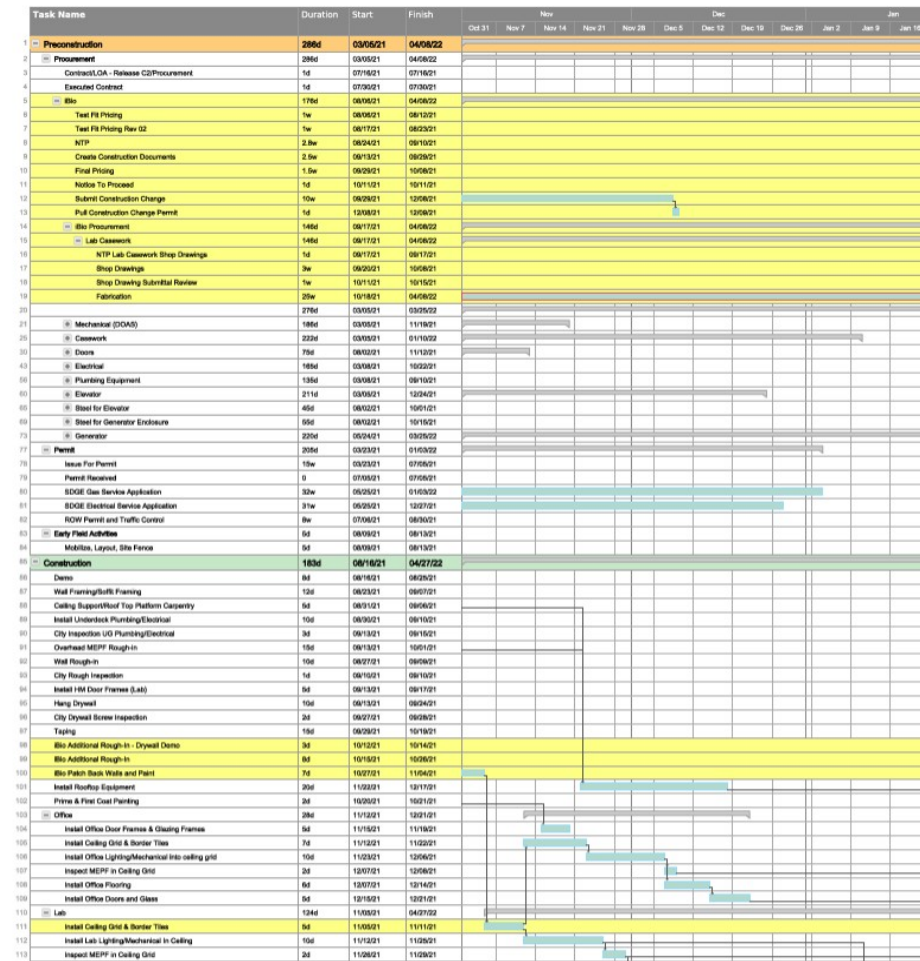 Task Name Duration Start Finish Nov Dec Jan
Oct 31 Nov 7 Nov 14 Nov 21 Nov 28 Dec 5 Dec 12 Dec 19 Dec 26 Jan 2 Jan 9 Jan 16
1 Preconstruction 286d 03/05/21 04/08/22
2 Procurement 286d 03/05/21 04/08/22
3 Contract/LOA - Release C2/Procurement 1d 07/16/21 07/16/21
4 Executed Contract 1d 07/30/21 07/30/21
5 iBio 176d 08/06/21 04/08/22
6 Test Fit Pricing 1w 08/06/21 08/12/21
7 Test Fit Pricing Rev 02 1w 08/17/21 08/23/21
8 NTP 2.8w 08/24/21 09/10/21
9 Create Construction Documents 2.5w 09/13/21 09/29/21
10 Final Pricing 1.5w 09/29/21 10/08/21
11 Notice To Proceed 1d 10/11/21 10/11/21
12 Submit Construction Change 10w 09/29/21 12/08/21
13 Pull Construction Change Permit 1d 12/08/21 12/09/21
14 iBio Procurement 146d 09/17/21 04/08/22
15 Lab Casework 146d 09/17/21 04/08/22
16 NTP Lab Casework Shop Drawings 1d 09/17/21 09/17/21
17 Shop Drawings 3w 09/20/21 10/08/21
18 Shop Drawing Submittal Review 1w 10/11/21 10/15/21
19 Fabrication 25w 10/18/21 04/08/22
20 276d 03/05/21 03/25/22
21 Mechanical (DOAS) 186d 03/05/21 11/19/21
25 Casework 222d 03/05/21 01/10/22
30 Doors 75d 08/02/21 11/12/21
43 Electrical 165d 03/08/21 10/22/21
Plumbing Equipment 135d 03/08/21 09/10/21
60 Elevator 211d 03/05/21 12/24/21
Steel for Elevator 45d 08/02/21 10/01/21
69 Steel for Generator Enclosure 55d 08/02/21 10/15/21
73 Generator 220d 05/24/21 03/25/22
77 Permit 205d 03/23/21 01/03/22
78 Issue For Permit 15w 03/23/21 07/05/21
79 Permit Received 0 07/05/21 07/05/21
80 SDGE Gas Service Application 32w 05/25/21 01/03/22
81 SDGE Electrical Service Application 31w 05/25/21 12/27/21
82 ROW Permit and Traffic Control 8w 07/06/21 08/30/21
83 Early Field Activities 5d 08/09/21 08/13/21
84 Mobilize, Layout, Site Fence 5d 08/09/21 08/13/21
85 Construction 183d 08/16/21 04/27/22
86 Demo 8d 08/16/21 08/25/21
87 Wall Framing/Soffit Framing 12d 08/23/21 09/07/21
88 Ceiling Support/Roof Top Platform Carpentry 5d 08/31/21 09/06/21
89 Install Underdeck Plumbing/Electrical 10d 08/30/21 09/10/21
90 City Inspection UG Plumbing/Electrical 3d 09/13/21 09/15/21
91 Overhead MEPF Rough-in 15d 09/13/21 10/01/21
92 Wall Rough-in 10d 08/27/21 09/09/21
93 City Rough Inspection 1d 09/10/21 09/10/21
94 Install HM Door Frames (Lab) 5d 09/13/21 09/17/21
95 Hang Drywall 10d 09/13/21 09/24/21
96 City Drywall Screw Inspection 2d 09/27/21 09/28/21
97 Taping 15d 09/29/21 10/19/21
98 iBio Additional Rough-in - Drywall Demo 3d 10/12/21 10/14/21
99 iBio Additional Rough-in 8d 10/15/21 10/26/21
100 iBio Patch Back Walls and Paint 7d 10/27/21 11/04/21
101 Install Rooftop Equipment 20d 11/22/21 12/17/21
102 Prime & First Coat Painting 2d 10/20/21 10/21/21
103 Office 28d 11/12/21 12/21/21
104 Install Office Door Frames & Glazing Frames 5d 11/15/21 11/19/21
105 Install Ceiling Grid & Border Tiles 7d 11/12/21 11/22/21
106 Install Office Lighting/Mechanical into ceiling grid 10d 11/23/21 12/06/21
107 Inspect MEPF in Ceiling Grid 2d 12/07/21 12/08/21
108 Install Office Flooring 6d 12/07/21 12/14/21
109 Install Office Doors and Glass 5d 12/15/21 12/21/21
110 Lab 124d 11/05/21 04/27/22
111 Install Ceiling Grid & Border Tiles 5d 11/05/21 11/11/21
112 Install Lab Lighting/Mechanical In Ceiling 10d 11/12/21 11/25/21
113 Inspect MEPF in Ceiling Grid 2d 11/26/21 11/29/21